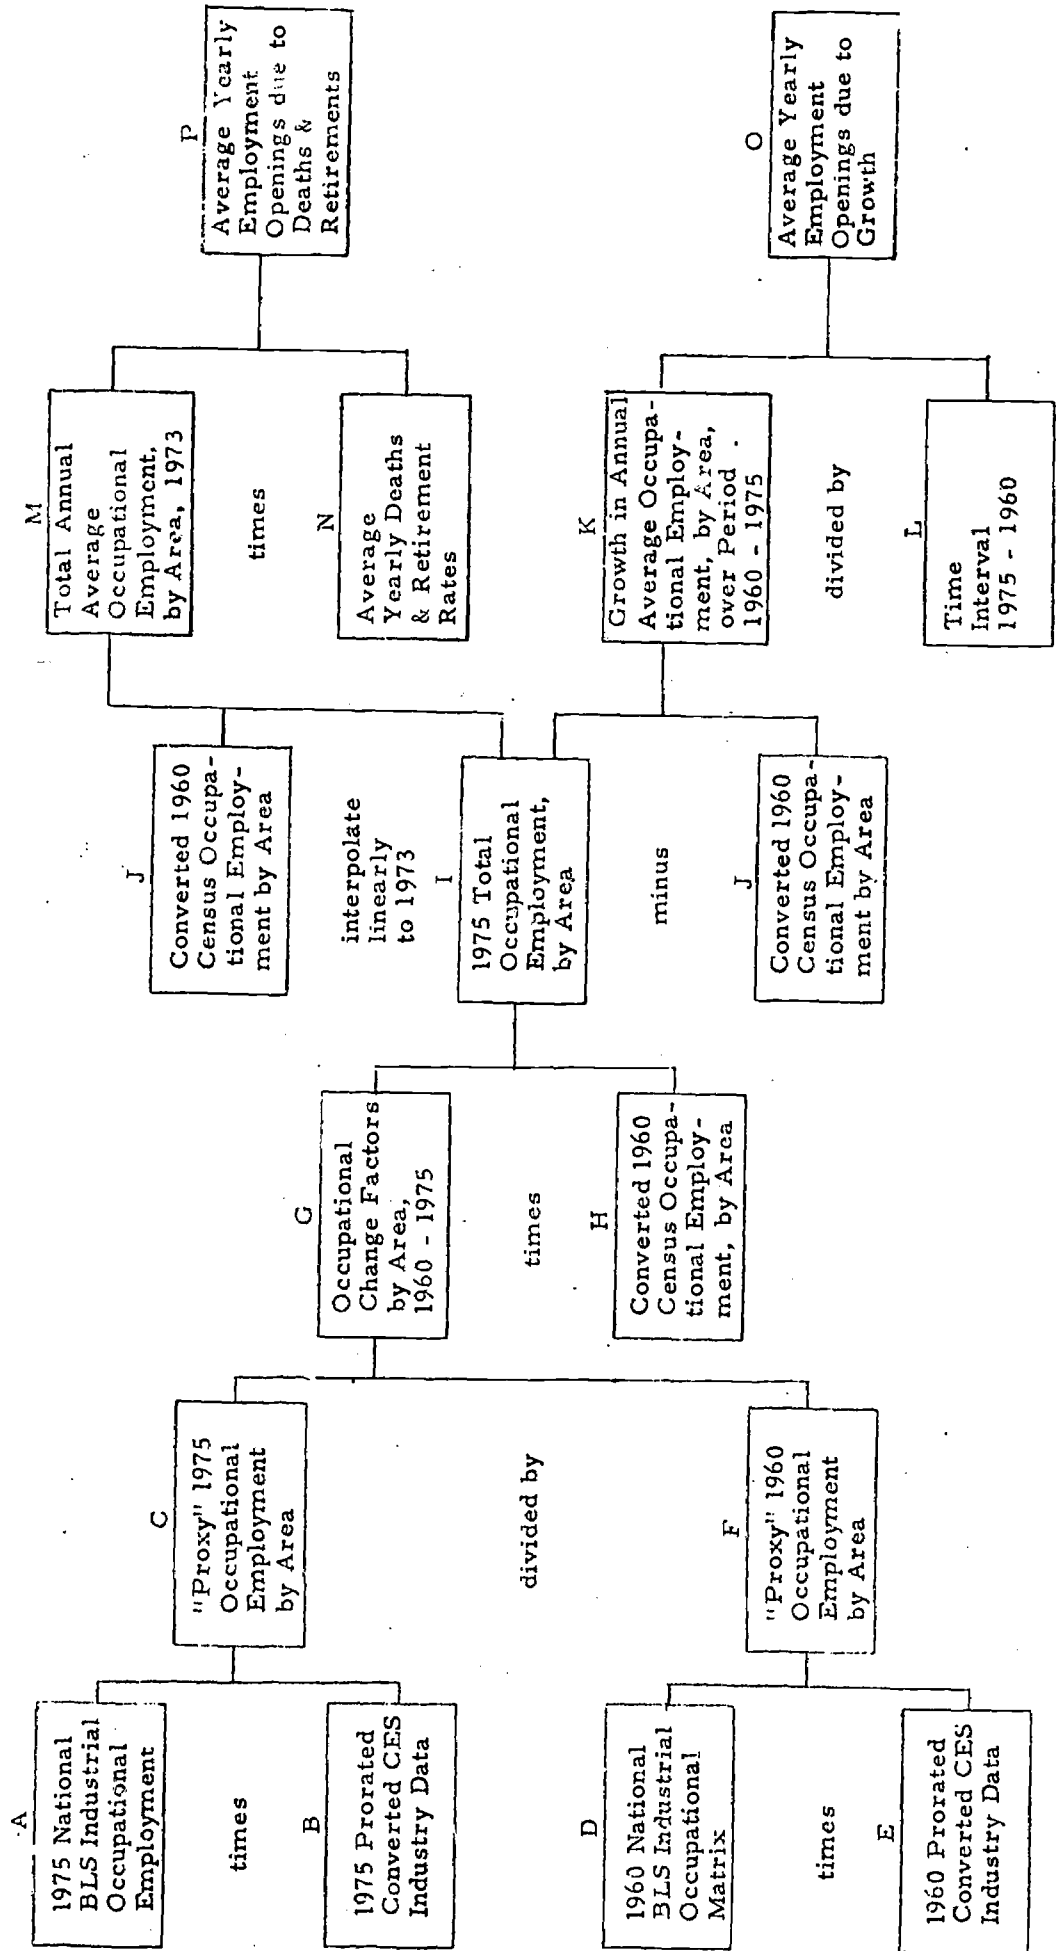 A
1975 National
BLS Industrial
Occupational
Employment
times
B
1975 Prorated
Converted CES
Industry Data
C
"Proxy" 1975
Occupational
Employment
by Area
divided by
D
1960 National
BLS Industrial
Occupational
Matrix
times
E
1960 Prorated
Converted CES
Industry Data
F
"Proxy" 1960
Occupational
Employment
by Area
G
Occupational
Change Factors
by Area,
1960 - 1975
times
H
Converted 1960
Census Occupa-
tional Employ-
ment, by Area
J
Converted 1960
Census Occupa-
tional Employ-
ment by Area
interpolate
linearly
to 1973
I
1975 Total
Occupational
Employment,
by Area
minus
J
Converted 1960
Census Occupa-
tional Employ-
ment by Area
M
Total Annual
Average
Occupational
Employment,
by Area, 1973
times
N
Average
Yearly Deaths
& Retirement
Rates
K
Growth in Annual
Average Occupa-
tional Employ-
ment, by Area,
over Period .
1960 - 1975
divided by
L
Time
Interval
1975 - 1960
P
Average Yearly
Employment
Openings due to
Deaths &
Retirements
O
Average Yearly
Employment
Openings due to
Growth